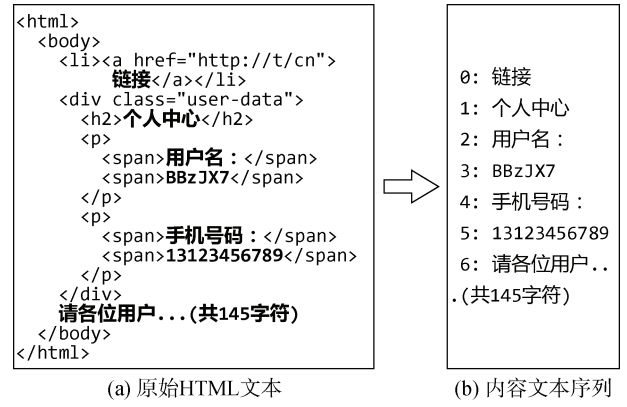 <html>
<body>
<li><a href="http://t/cn">
链接</a></li>
<div class="user-data">
<h2>个人中心</h2>
<p>
<span>用户名：</span>
<span>BBzJX7</span>
</p>
<p>
<span>手机号码：</span>
<span>13123456789</span>
</p>
</div>
请各位用户...(共145字符)
</body>
</html>
(a) 原始HTML文本
0: 链接
1: 个人中心
2: 用户名：
3: BBzJX7
4: 手机号码：
5: 13123456789
6: 请各位用户..
.(共145字符)
(b) 内容文本序列